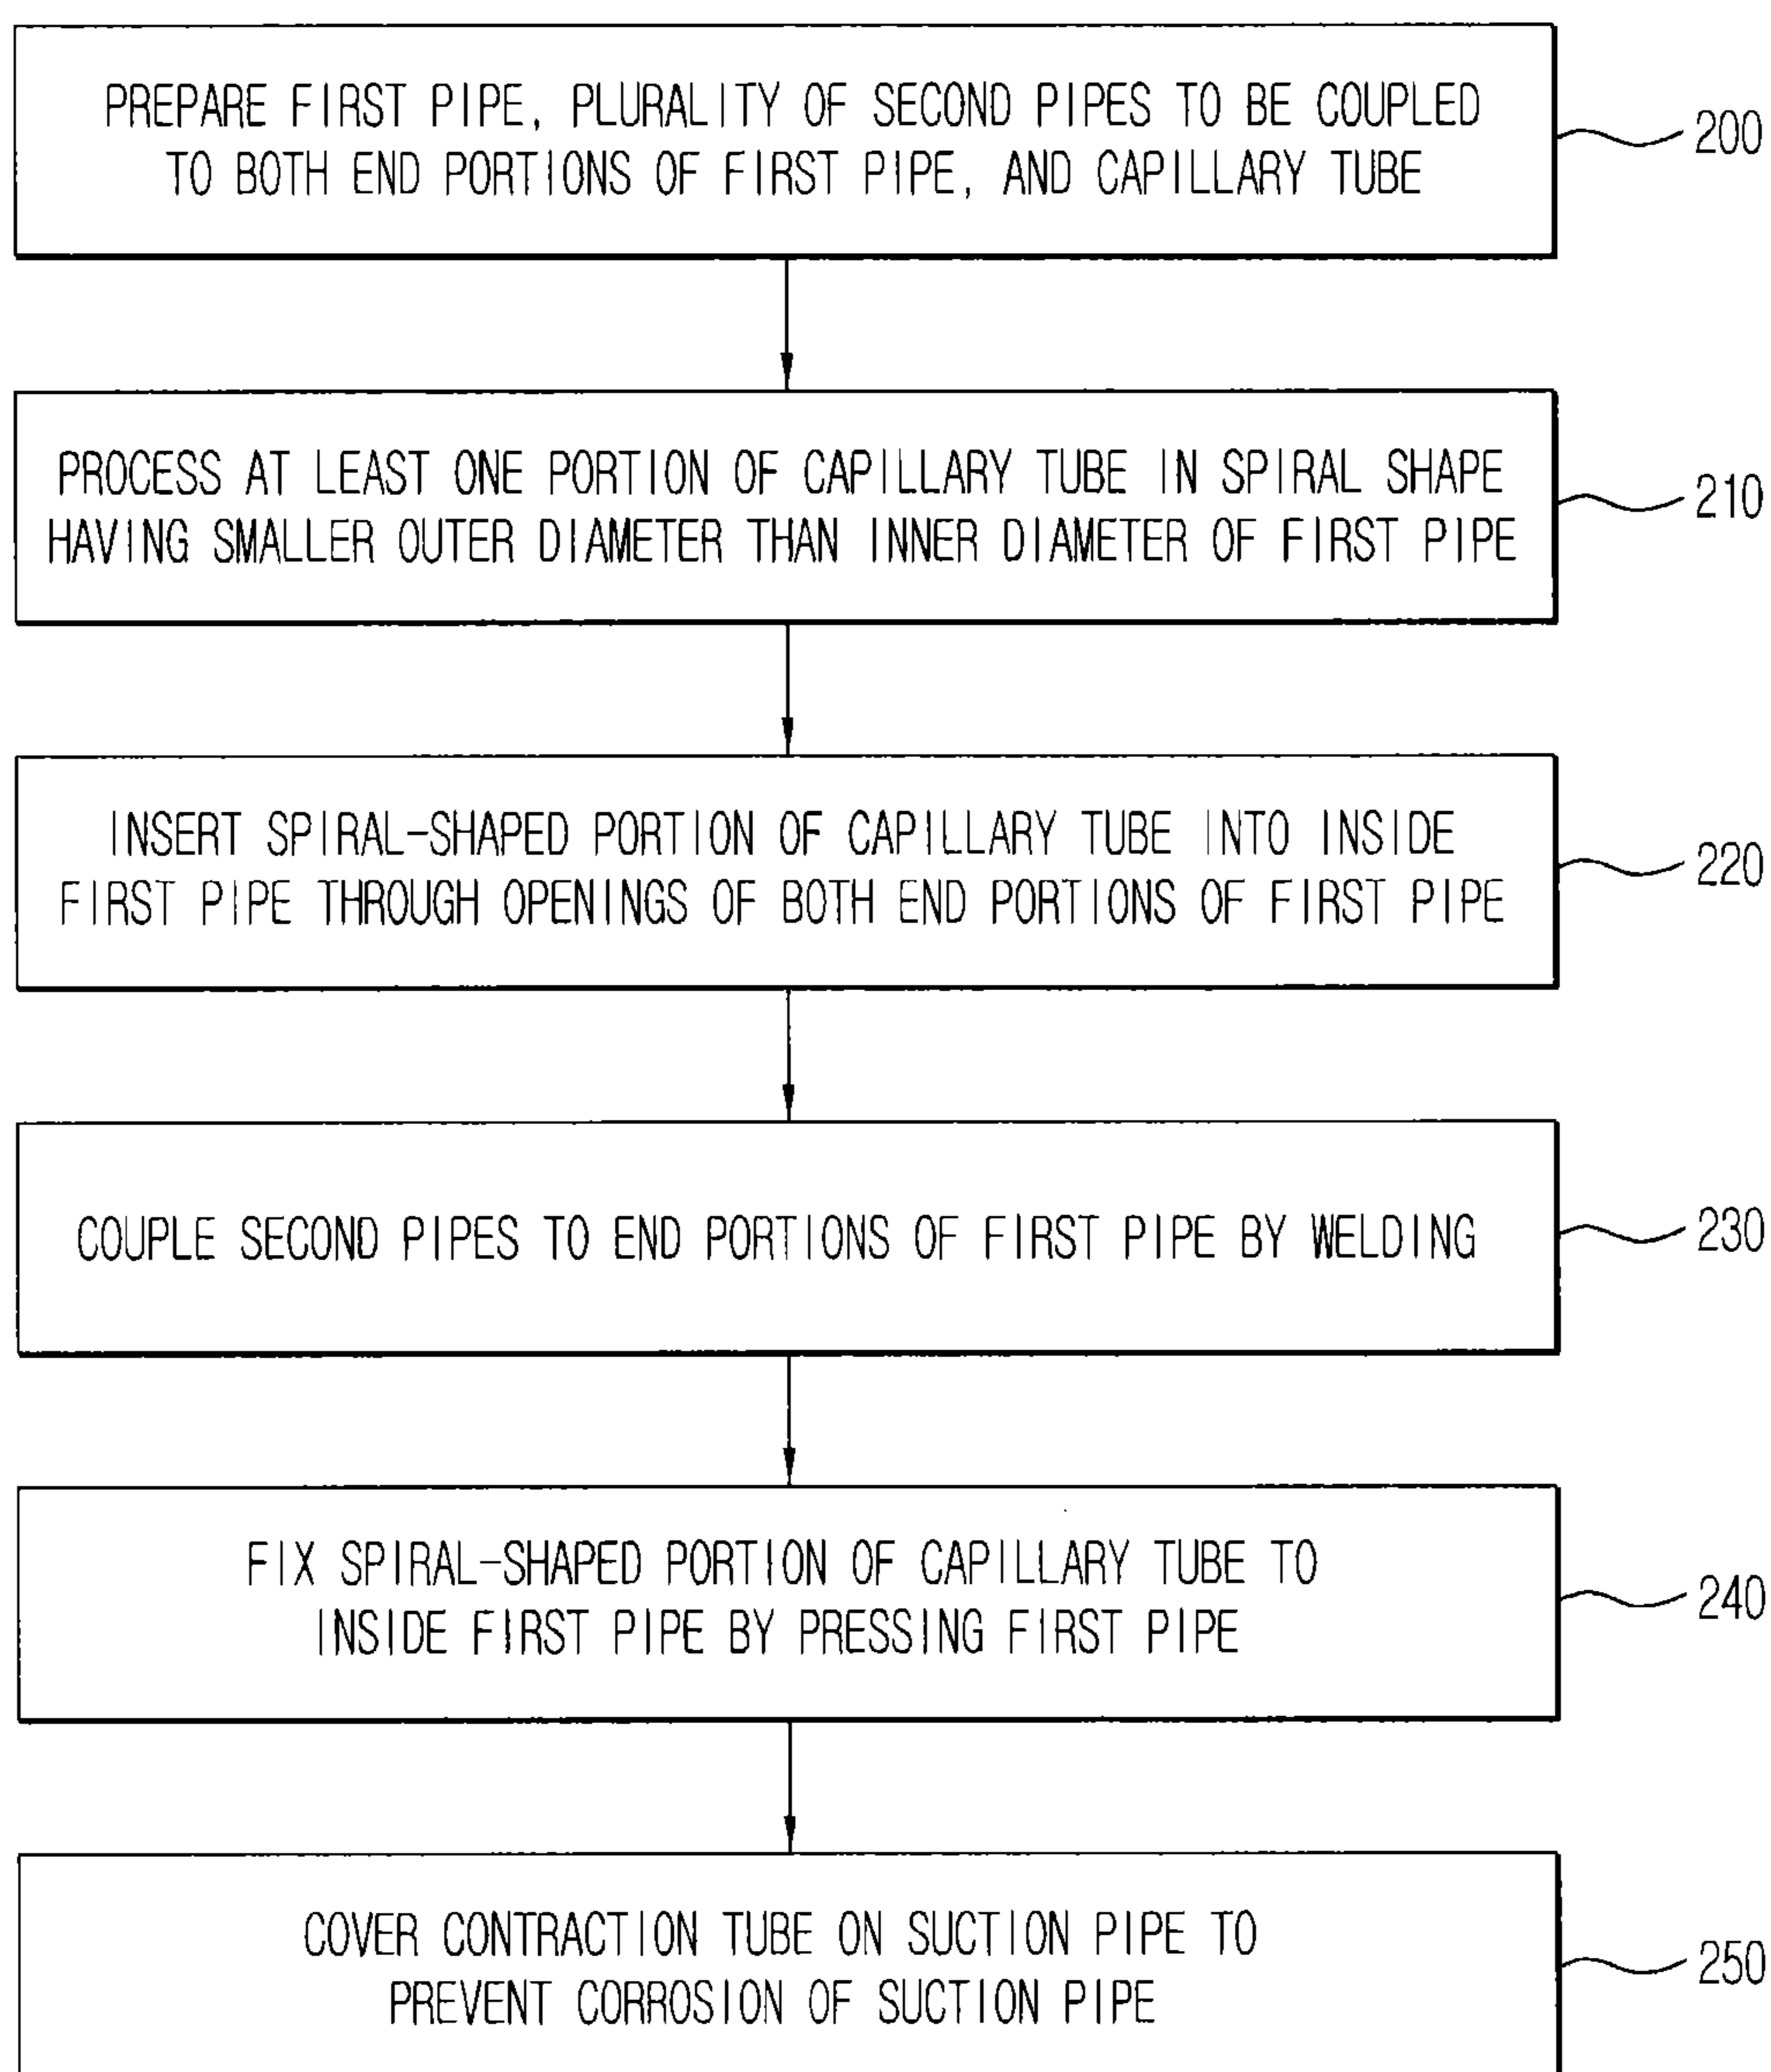 PREPARE FIRST PIPE, PLURALITY OF SECOND PIPES TO BE COUPLED
TO BOTH END PORTIONS OF FIRST PIPE, AND CAPILLARY TUBE
200
PROCESS AT LEAST ONE PORTION OF CAPILLARY TUBE IN SPIRAL SHAPE
HAVING SMALLER OUTER DIAMETER THAN INNER DIAMETER OF FIRST PIPE
210
INSERT SPIRAL-SHAPED PORTION OF CAPILLARY TUBE INTO INSIDE
FIRST PIPE THROUGH OPENINGS OF BOTH END PORTIONS OF FIRST PIPE
220
COUPLE SECOND PIPES TO END PORTIONS OF FIRST PIPE BY WELDING
230
FIX SPIRAL-SHAPED PORTION OF CAPILLARY TUBE TO
INSIDE FIRST PIPE BY PRESSING FIRST PIPE
240
COVER CONTRACTION TUBE ON SUCTION PIPE TO
PREVENT CORROSION OF SUCTION PIPE
250